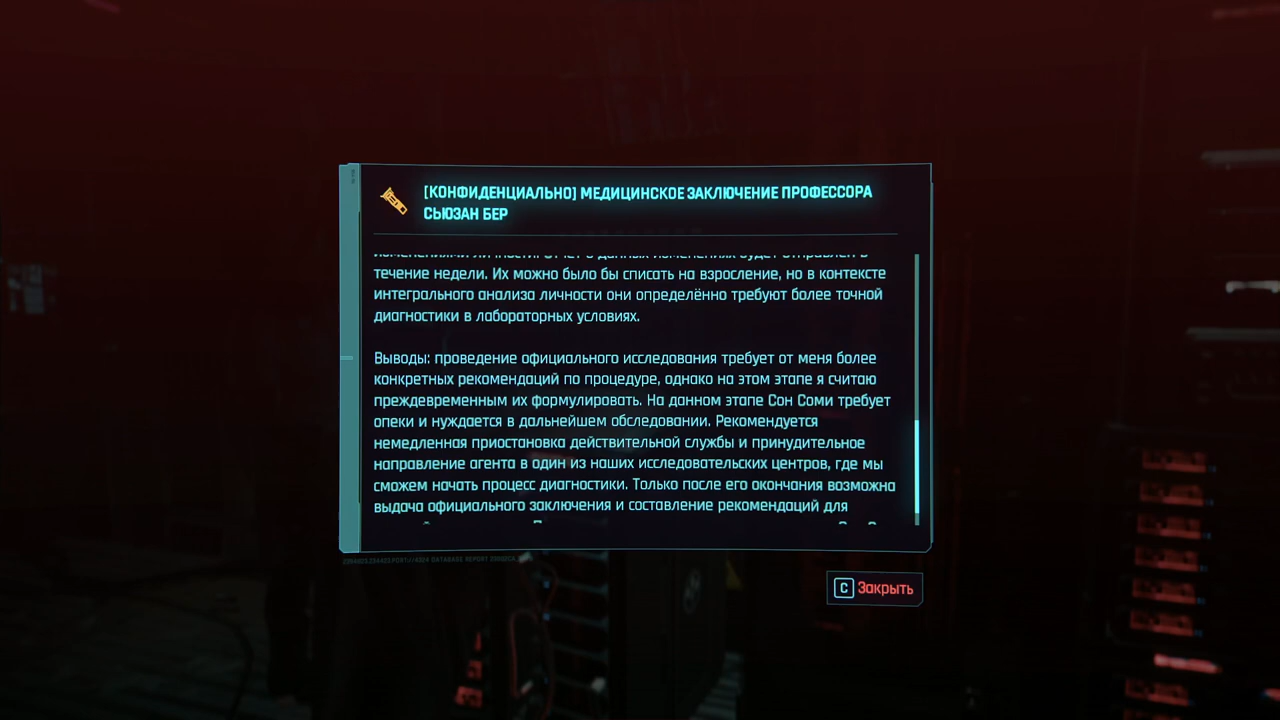 [КОНФИДЕНЦИАЛЬНО] МЕДИЦИНСКОЕ ЗАКЛЮЧЕНИЕ ПРОФЕССОРА
СЬЮЗАН БЕР
течение недели. Их можно было бы списать на взросление, но в контексте
интегрального анализа личности они определённо требуют более точной
диагностики в лабораторных условиях.
Выводы: проведение официального исследования требует от меня более
конкретных рекомендаций по процедуре, однако на этом этапе я считаю
преждевременным их формулировать. На данном этапе Сон Соми требует
опеки и нуждается в дальнейшем обследовании. Рекомендуется
немедленная приостановка действительной службы и принудительное
направление агента в один из наших исследовательских центров, где мы
сможем начать процесс диагностики. Только после его окончания возможна
выдача официального заключения и составление рекомендаций для
C Закрыть